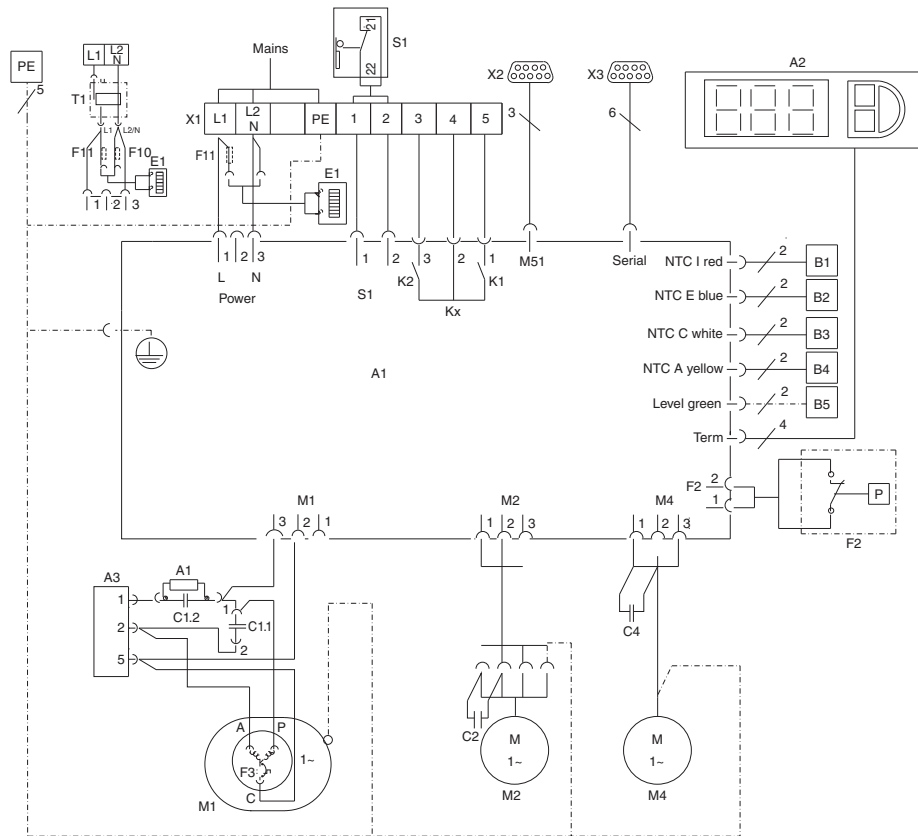 PE
5
L1
L2
N
u
T1
L1
L2/N
F11
F10
E1
1
2
3
Mains
21
22
S1
X1
L1
L2
N
PE
1
2
3
4
5
F11
E1
X2
3
X3
6
A2
1
2
3
L
N
Power
1
2
S1
3
2
1
K2
K1
Kx
M51
Serial
NTC I red
2
B1
NTC E blue
2
B2
NTC C white
2
B3
NTC A yellow
2
B4
Level green
2
B5
Term
4
A1
F2
2
1
P
F2
M1
3
2
1
M2
1
2
3
M4
1
2
3
A3
1
2
5
A1
C1.2
1
C1.1
2
C4
C2
A
P
F3
C
1~
M1
M
1~
M2
M
1~
M4